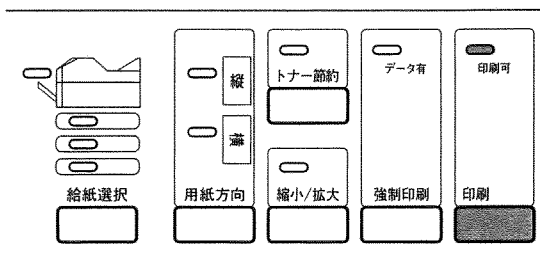 縦
横
トナー節約
データ有
印刷可
給紙選択
用紙方向
縮小/拡大
強制印刷
印刷